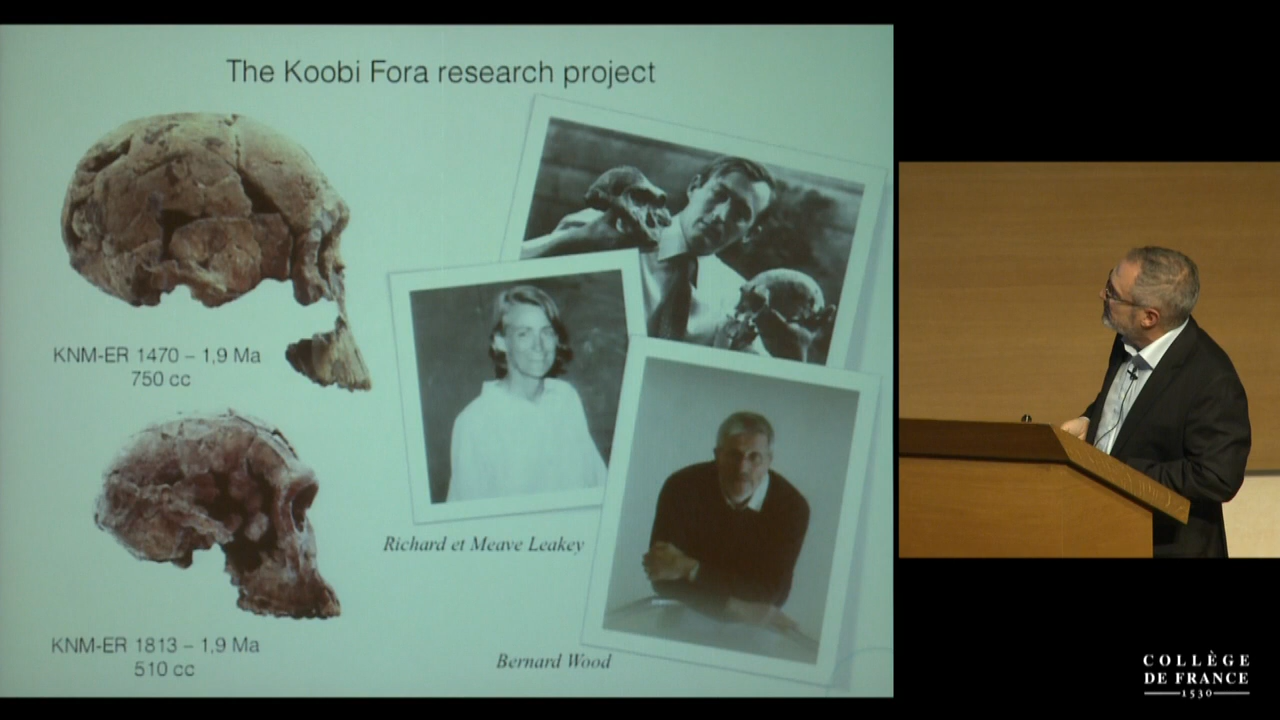 The Koobi Fora research project
KNM-ER 1470 – 1,9 Ma
750 cc
Richard et Meave Leakey
KNM-ER 1813 – 1,9 Ma
510 cc
Bernard Wood
COLLÈGE
DE FRANCE
1530